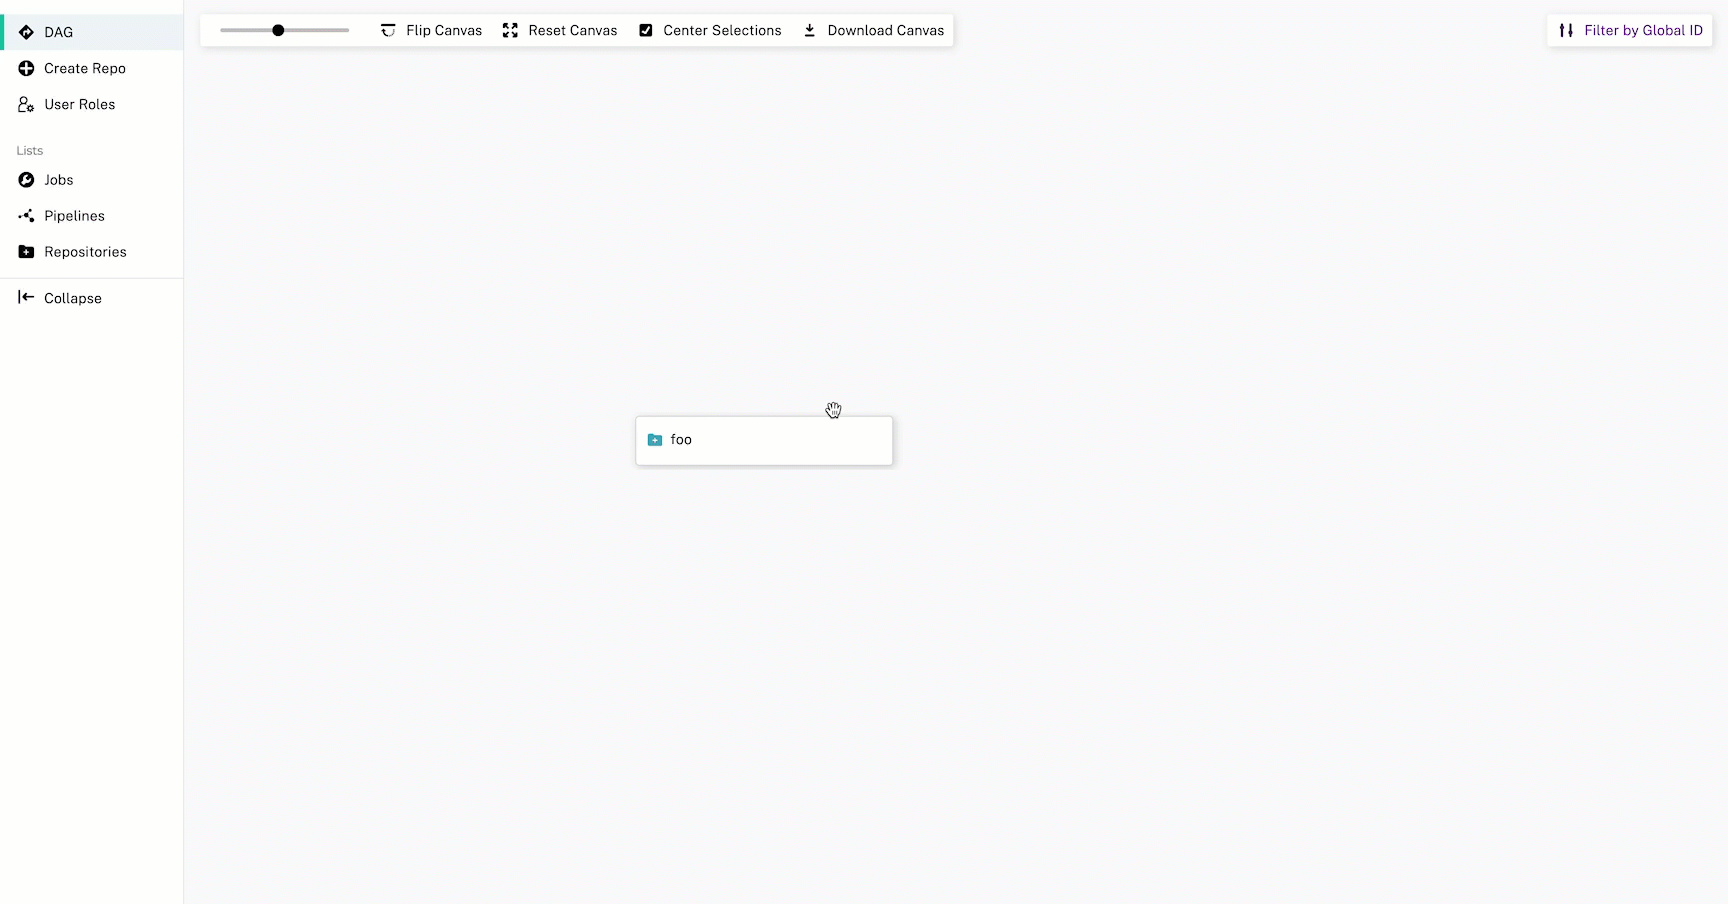 DAG
Create Repo
User Roles
Lists
Jobs
Pipelines
Repositories
Collapse
Flip Canvas
Reset Canvas
Center Selections
Download Canvas
Filter by Global ID
foo